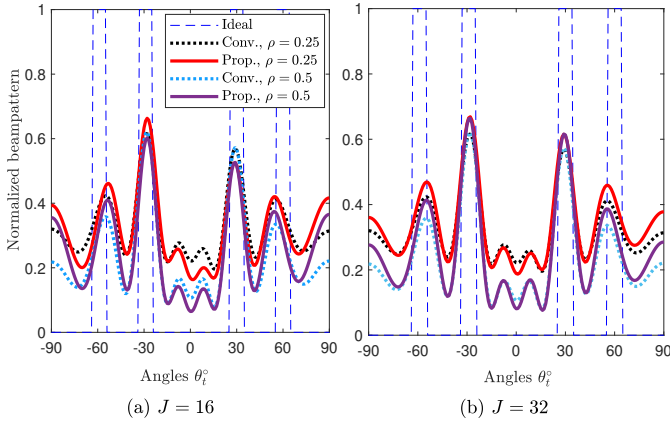 Normalized beampattern
1
0.8
0.6
0.4
0.2
0
-90 -60 -30 0 30 60 90
Angles θ_t°
(a) J = 16
Ideal
Conv., ρ = 0.25
Prop., ρ = 0.25
Conv., ρ = 0.5
Prop., ρ = 0.5
1
0.8
0.6
0.4
0.2
0
-90 -60 -30 0 30 60 90
Angles θ_t°
(b) J = 32